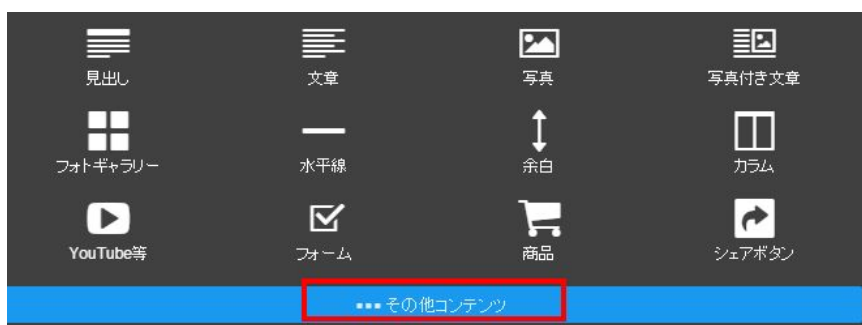 見出し
文章
写真
写真付き文章
フォトギャラリー
水平線
余白
カラム
YouTube等
フォーム
商品
シェアボタン
その他コンテンツ